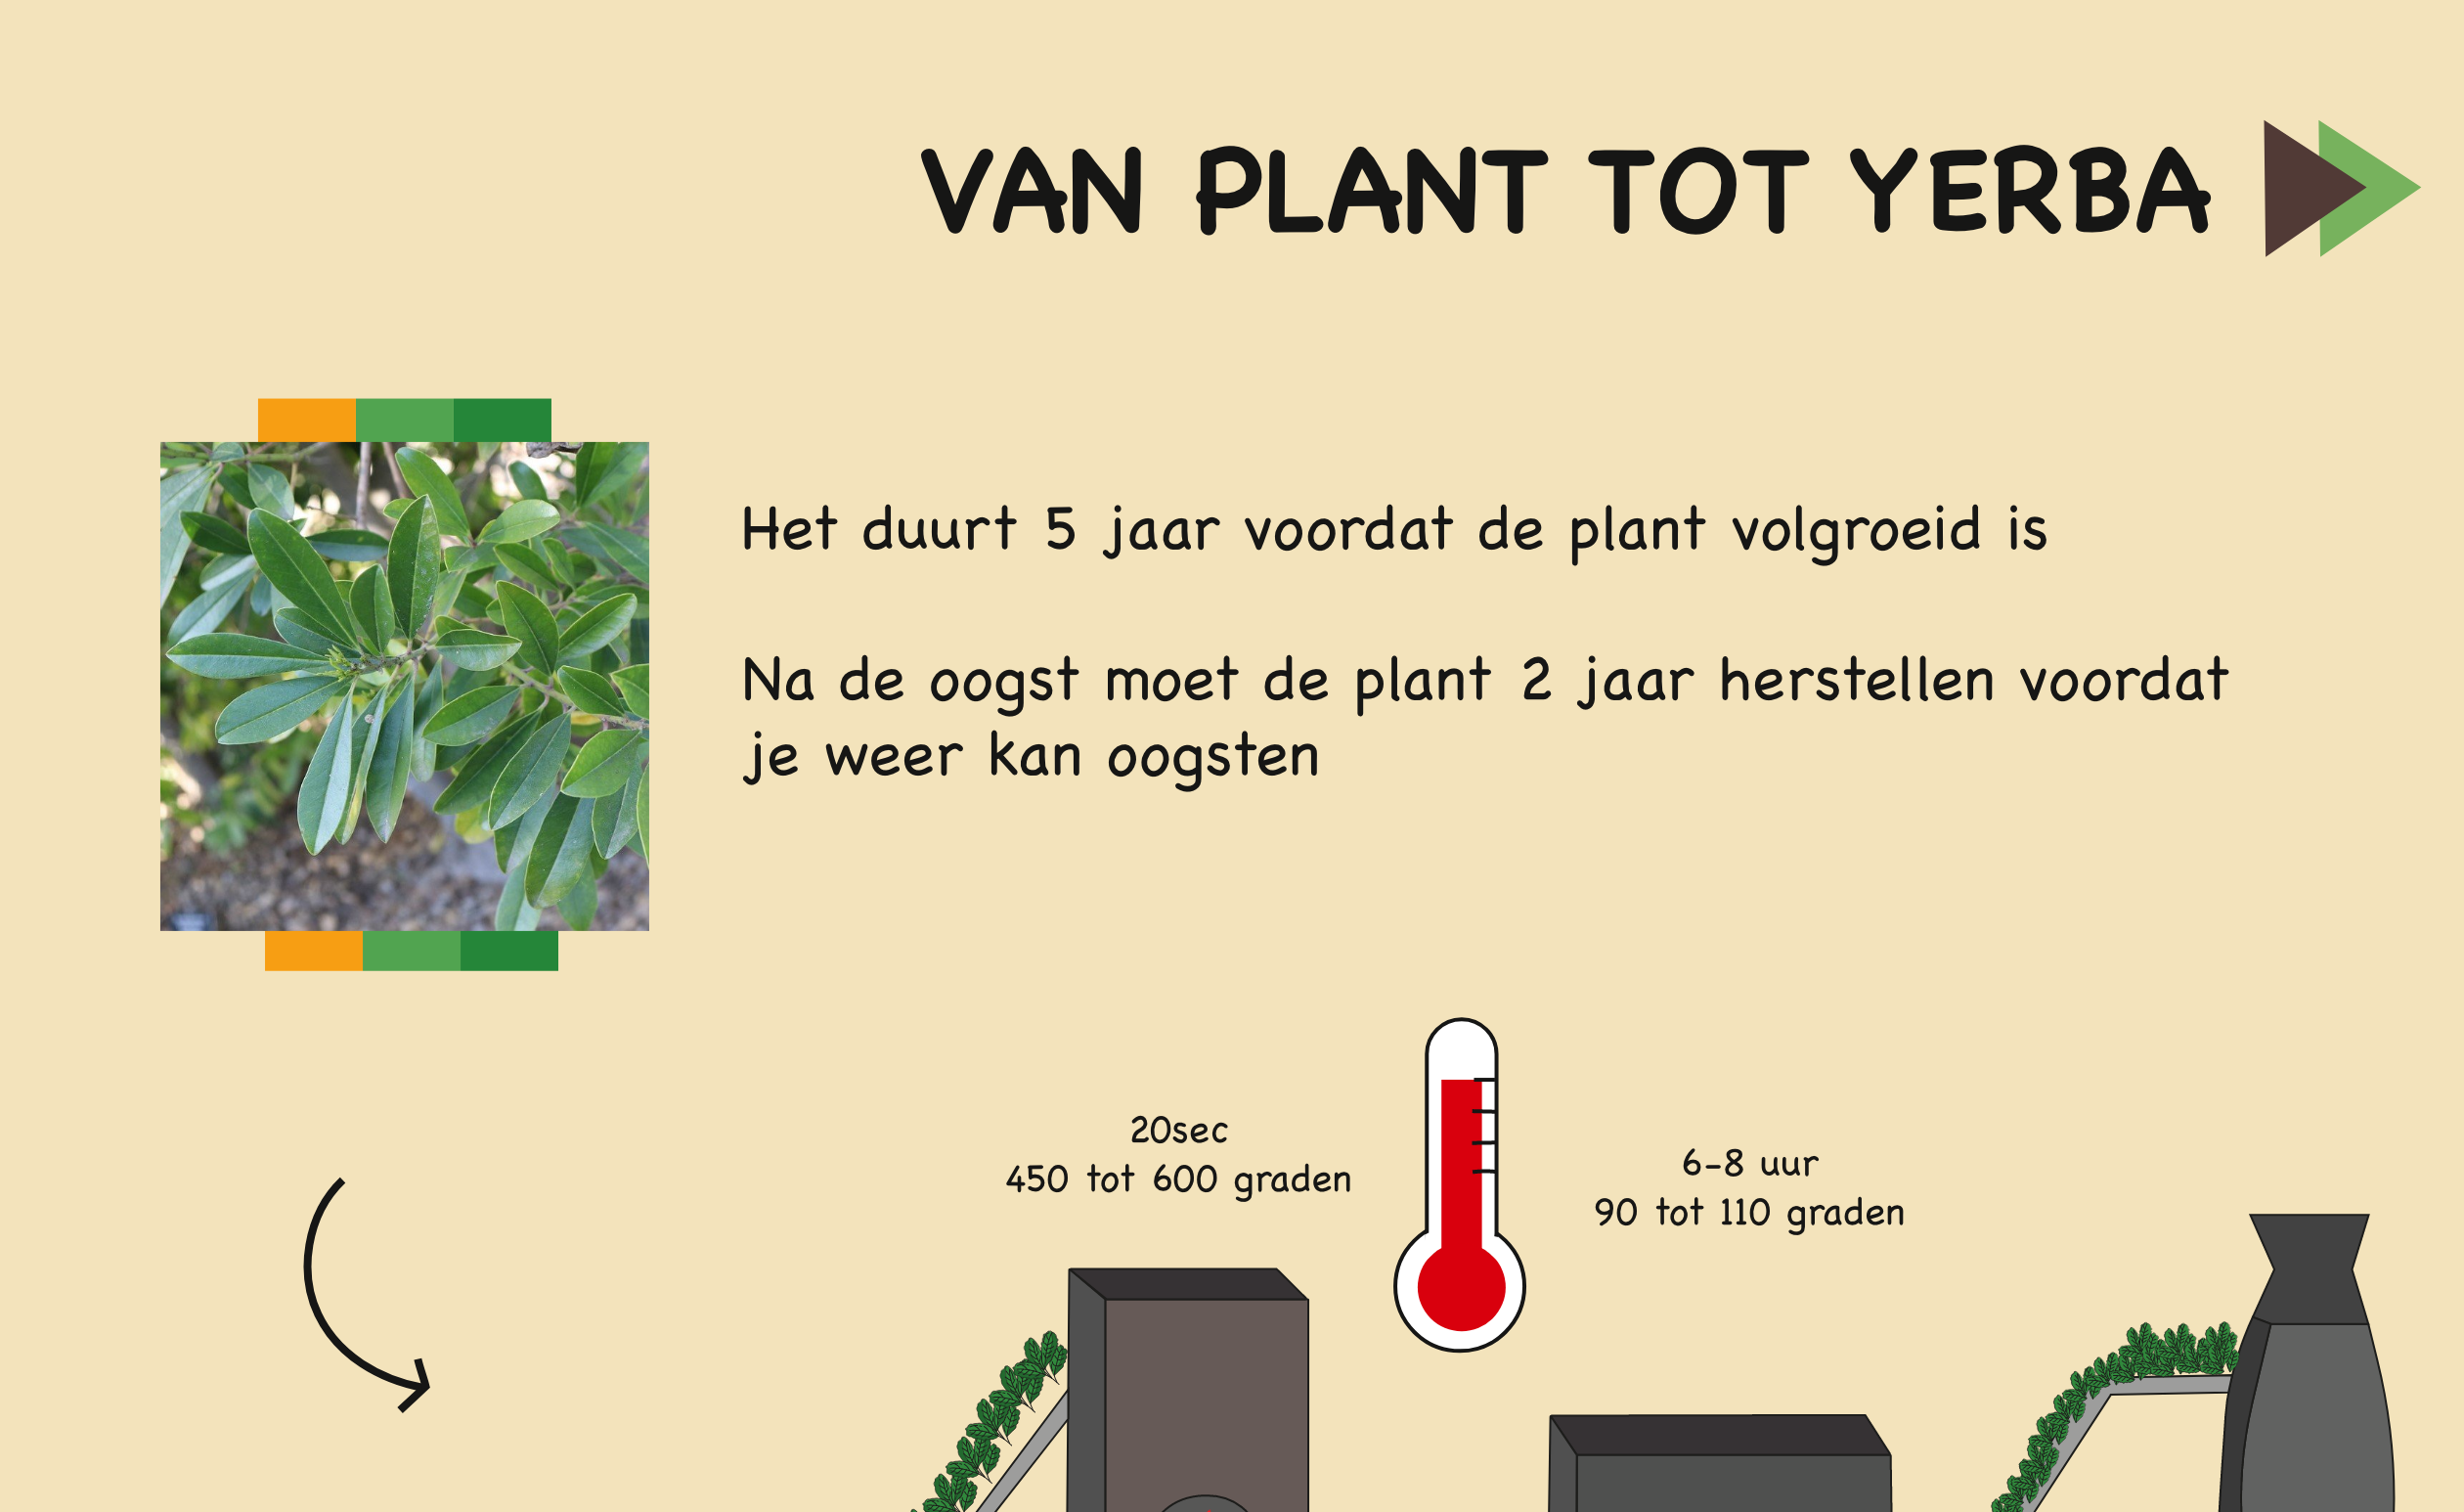 VAN PLANT TOT YERBA
Het duurt 5 jaar voordat de plant volgroeid is
Na de oogst moet de plant 2 jaar herstellen voordat
je weer kan oogsten
20sec
450 tot 600 graden
6-8 uur
90 tot 110 graden